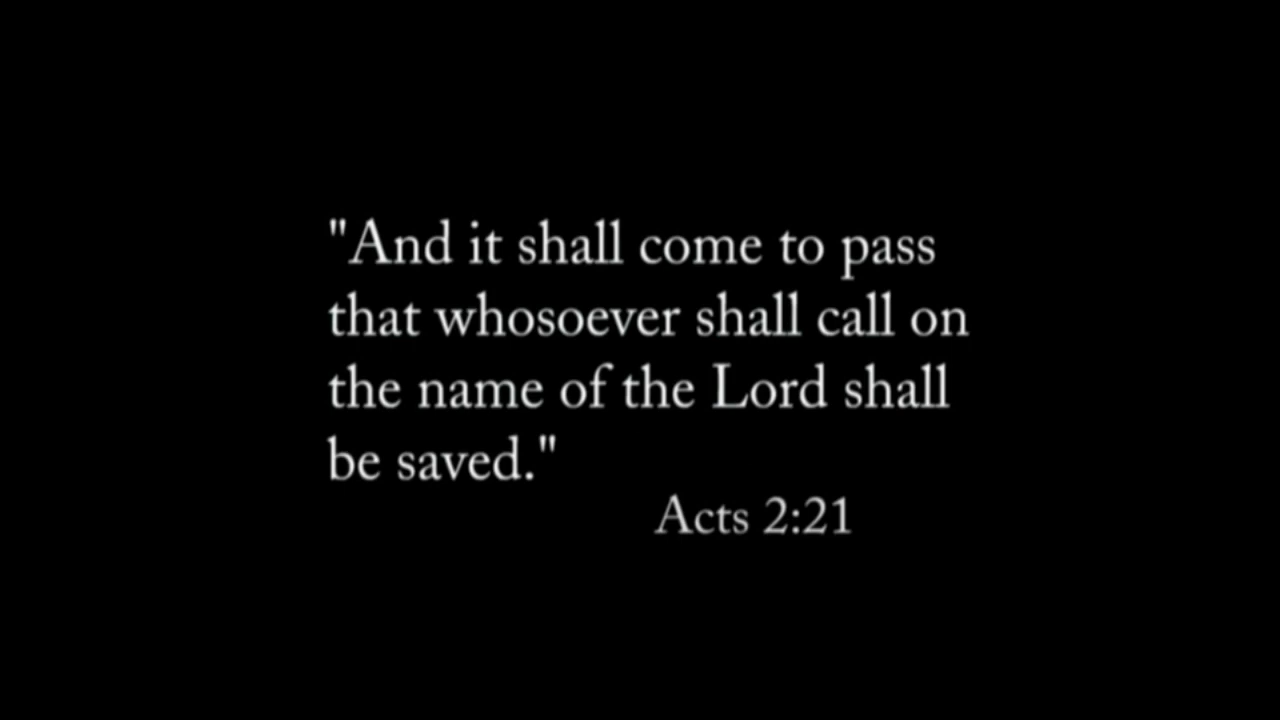 "And it shall come to pass
that whosoever shall call on
the name of the Lord shall
be saved."
Acts 2:21